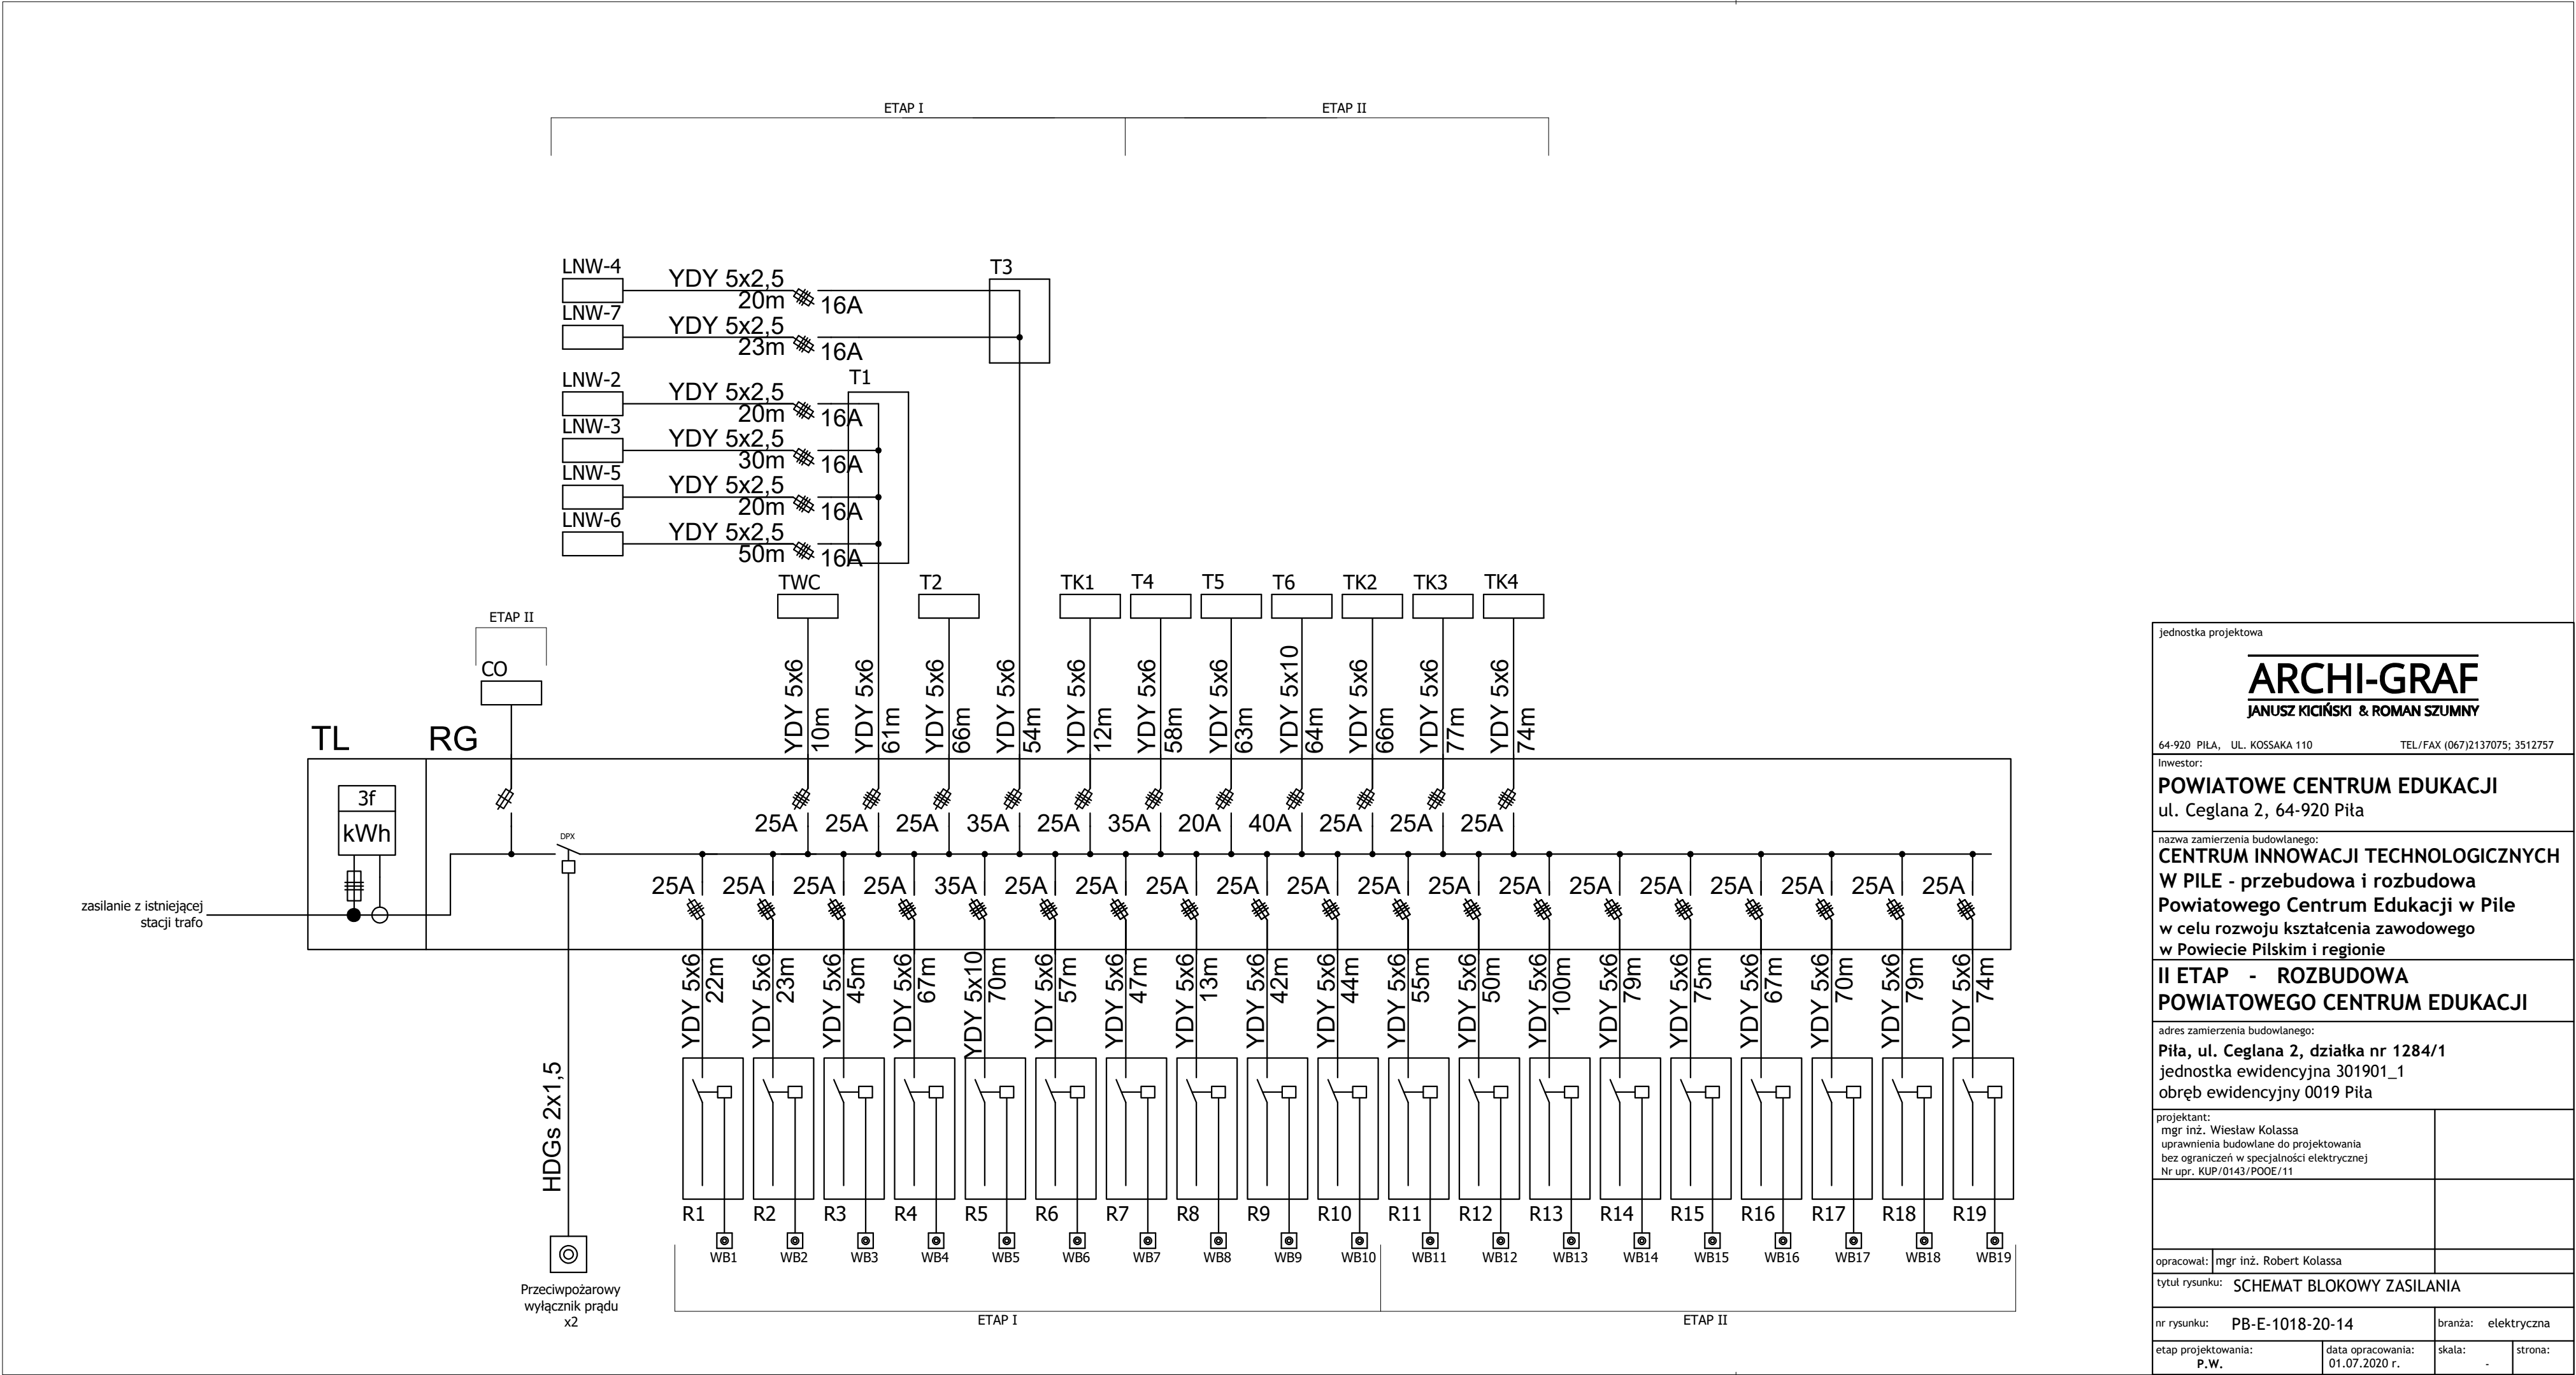 ETAP I
ETAP II
LNW-4
YDY 5x2,5
20m
16A
LNW-7
YDY 5x2,5
23m
16A
T3
LNW-2
YDY 5x2,5
20m
16A
T1
LNW-3
YDY 5x2,5
30m
16A
LNW-5
YDY 5x2,5
20m
16A
LNW-6
YDY 5x2,5
50m
16A
TWC
T2
TK1
T4
T5
T6
TK2
TK3
TK4
ETAP II
CO
YDY 5x6
10m
YDY 5x6
61m
YDY 5x6
66m
YDY 5x6
54m
YDY 5x6
12m
YDY 5x6
58m
YDY 5x6
63m
YDY 5x10
64m
YDY 5x6
66m
YDY 5x6
77m
YDY 5x6
74m
TL
RG
3f
kWh
DPX
25A
25A
25A
35A
25A
35A
20A
40A
25A
25A
25A
25A
25A
25A
25A
35A
25A
25A
25A
25A
25A
25A
25A
25A
25A
25A
25A
25A
25A
25A
zasilanie z istniejącej
stacji trafo
YDY 5x6
22m
YDY 5x6
23m
YDY 5x6
45m
YDY 5x6
67m
YDY 5x10
70m
YDY 5x6
57m
YDY 5x6
47m
YDY 5x6
13m
YDY 5x6
42m
YDY 5x6
44m
YDY 5x6
55m
YDY 5x6
50m
YDY 5x6
100m
YDY 5x6
79m
YDY 5x6
75m
YDY 5x6
67m
YDY 5x6
70m
YDY 5x6
79m
YDY 5x6
74m
HDGs 2x1,5
R1
R2
R3
R4
R5
R6
R7
R8
R9
R10
R11
R12
R13
R14
R15
R16
R17
R18
R19
WB1
WB2
WB3
WB4
WB5
WB6
WB7
WB8
WB9
WB10
WB11
WB12
WB13
WB14
WB15
WB16
WB17
WB18
WB19
Przeciwpożarowy
wyłącznik prądu
x2
ETAP I
ETAP II
jednostka projektowa
ARCHI-GRAF
JANUSZ KICIŃSKI & ROMAN SZUMNY
64-920 PIŁA, UL. KOSSAKA 110
TEL/FAX (067)2137075; 3512757
Inwestor:
POWIATOWE CENTRUM EDUKACJI
ul. Ceglana 2, 64-920 Piła
nazwa zamierzenia budowlanego:
CENTRUM INNOWACJI TECHNOLOGICZNYCH
W PILE - przebudowa i rozbudowa
Powiatowego Centrum Edukacji w Pile
w celu rozwoju kształcenia zawodowego
w Powiecie Pilskim i regionie
II ETAP - ROZBUDOWA
POWIATOWEGO CENTRUM EDUKACJI
adres zamierzenia budowlanego:
Piła, ul. Ceglana 2, działka nr 1284/1
jednostka ewidencyjna 301901_1
obręb ewidencyjny 0019 Piła
projektant:
mgr inż. Wiesław Kolassa
uprawnienia budowlane do projektowania
bez ograniczeń w specjalności elektrycznej
Nr upr. KUP/0143/POOE/11
opracował: mgr inż. Robert Kolassa
tytuł rysunku: SCHEMAT BLOKOWY ZASILANIA
nr rysunku: PB-E-1018-20-14
branża: elektryczna
etap projektowania:
P.W.
data opracowania:
01.07.2020 r.
skala:
-
strona: